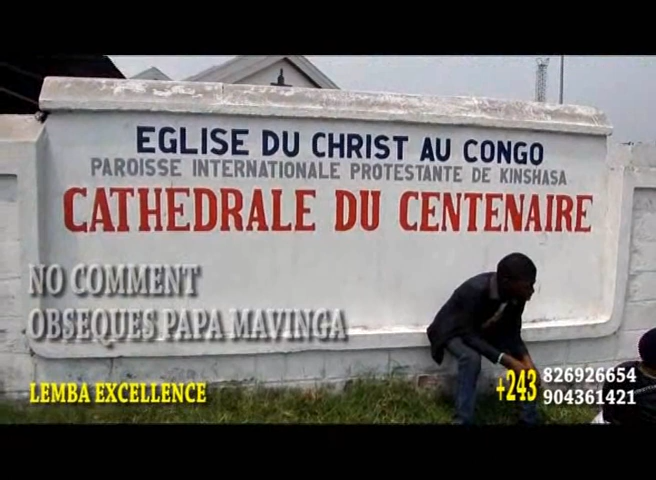 EGLISE DU CHRIST AU CONGO
PAROISSE INTERNATIONALE PROTESTANTE DE KINSHASA
CATHEDRALE DU CENTENAIRE
NO COMMENT
OBSEQUES PAPA MAVINGA
LEMBA EXCELLENCE
+243 826926654
904361421